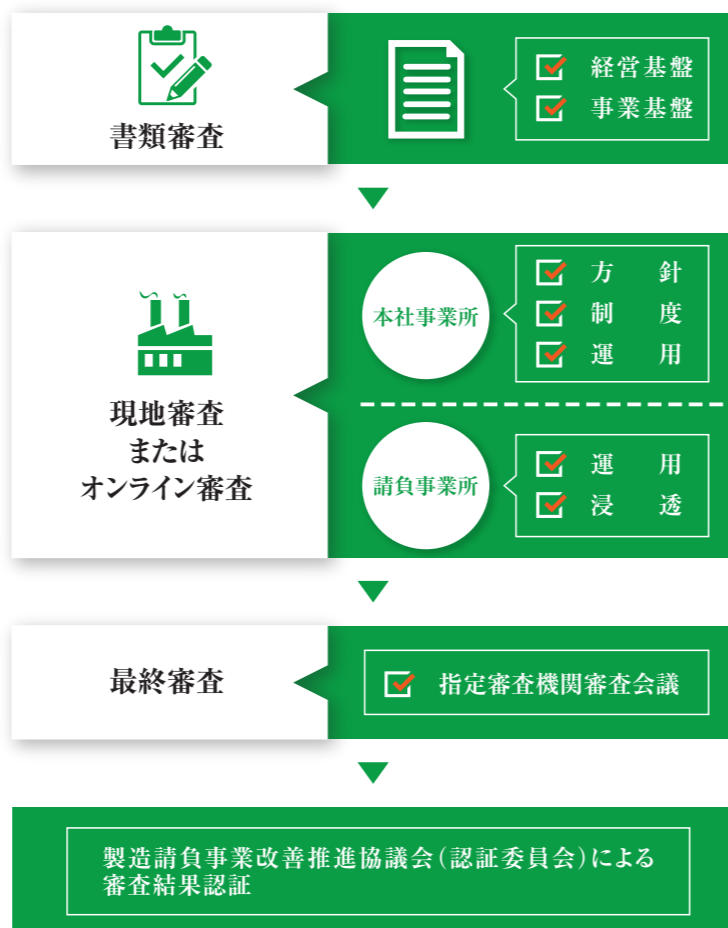 書類審査
経営基盤
事業基盤
現地審査
または
オンライン審査
本社事業所
方針
制度
運用
請負事業所
運用
浸透
最終審査
指定審査機関審査会議
製造請負事業改善推進協議会(認証委員会)による
審査結果認証